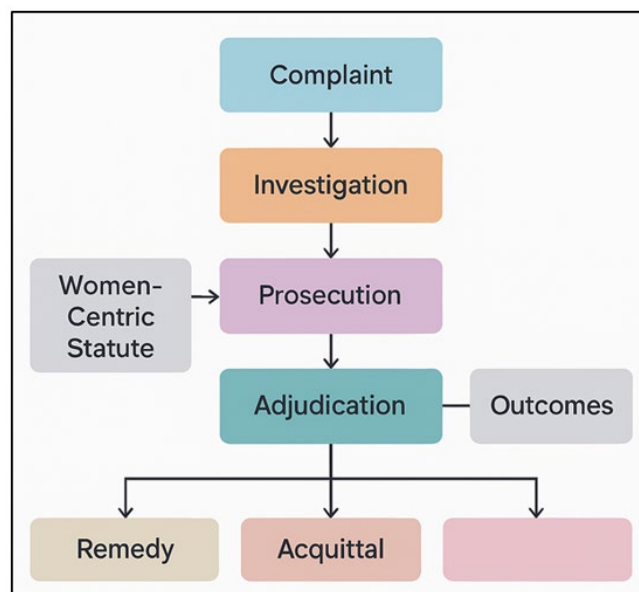 Complaint
Investigation
Women-
Centric
Statute
Prosecution
Adjudication
Outcomes
Remedy
Acquittal